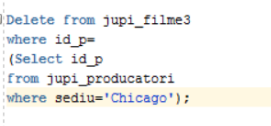 Delete from jupi_filme3
where id_p=
(Select id_p
from jupi_producatori
where sediu='Chicago');